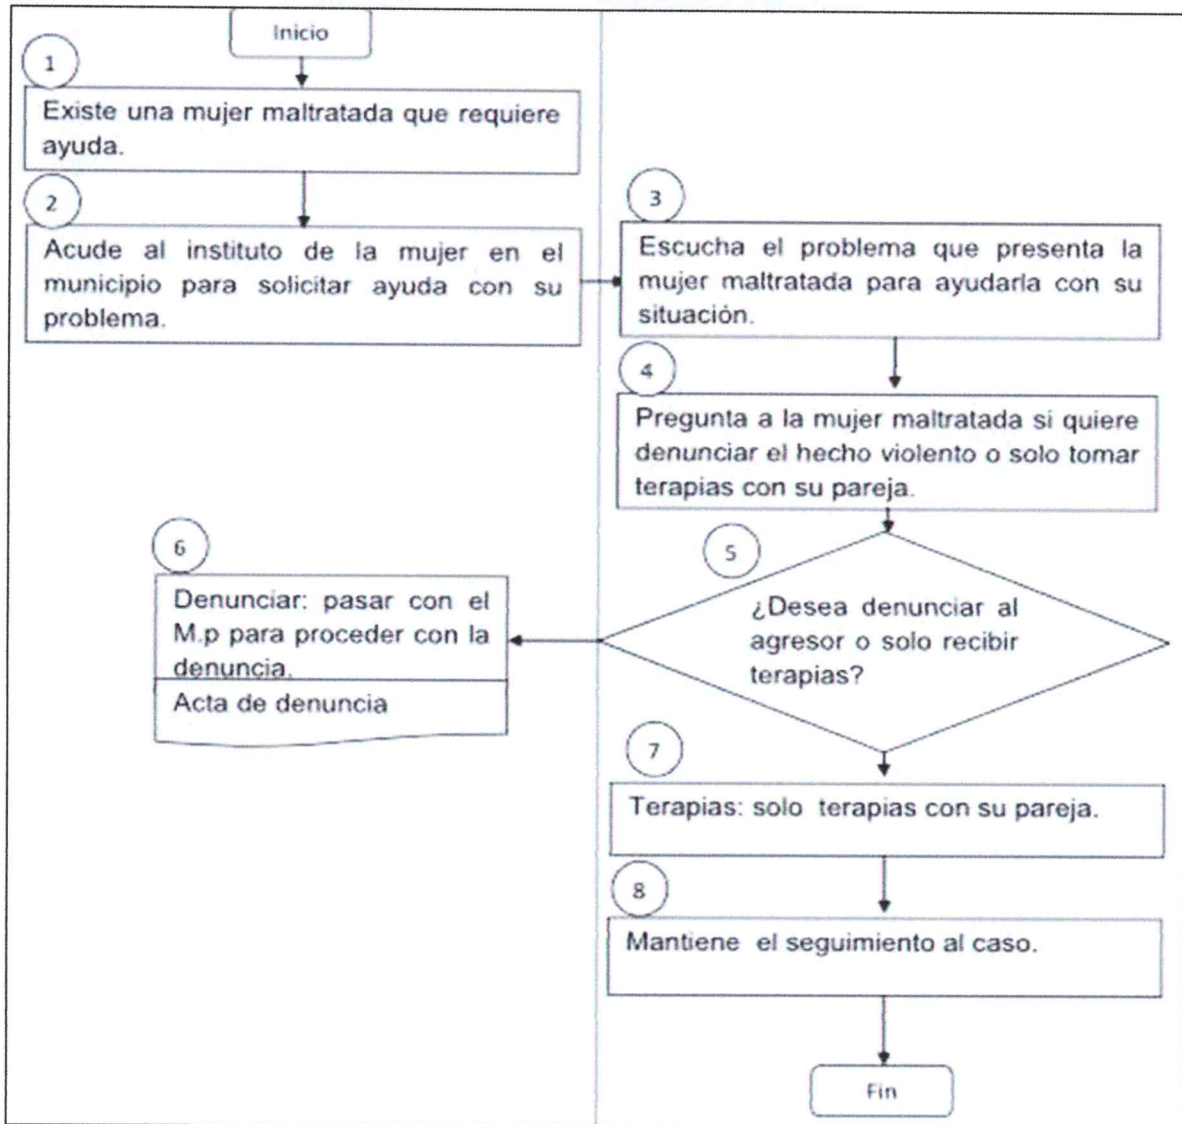 Inicio
1
Existe una mujer maltratada que requiere
ayuda.
2
Acude al instituto de la mujer en el
municipio para solicitar ayuda con su
problema.
3
Escucha el problema que presenta la
mujer maltratada para ayudarla con su
situación.
4
Pregunta a la mujer maltratada si quiere
denunciar el hecho violento o solo tomar
terapias con su pareja.
5
¿Desea denunciar al
agresor o solo recibir
terapias?
6
Denunciar: pasar con el
M.p para proceder con la
denuncia.
Acta de denuncia
7
Terapias: solo terapias con su pareja.
8
Mantiene el seguimiento al caso.
Fin